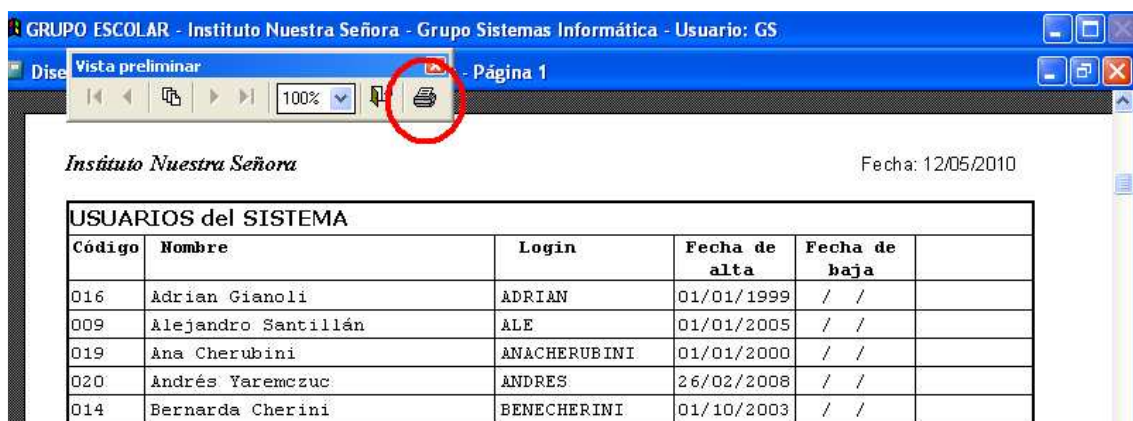 GRUPO ESCOLAR - Instituto Nuestra Señora - Grupo Sistemas Informática - Usuario: GS
Dise
Vista preliminar
- Página 1
100%
Instituto Nuestra Señora
Fecha: 12/05/2010
USUARIOS del SISTEMA
Código Nombre Login Fecha de alta Fecha de baja
016 Adrian Gianoli ADRIAN 01/01/1999 / /
009 Alejandro Santillán ALE 01/01/2005 / /
019 Ana Cherubini ANACHERUBINI 01/01/2000 / /
020 Andrés Yaremczuc ANDRES 26/02/2008 / /
014 Bernarda Cherini BENECHERINI 01/10/2003 / /